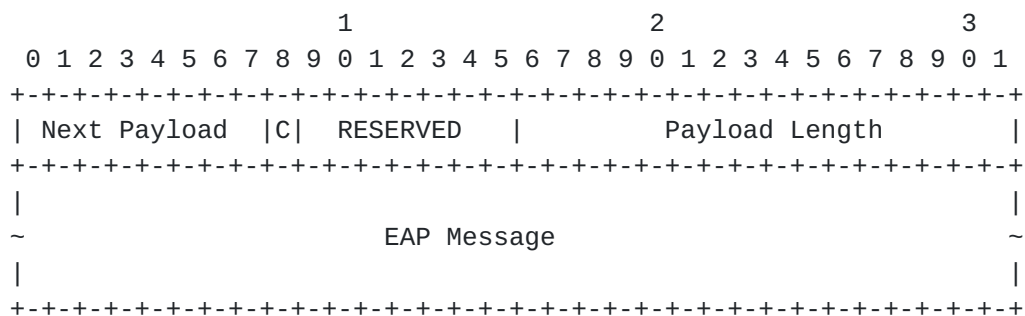 1                   2                   3
 0 1 2 3 4 5 6 7 8 9 0 1 2 3 4 5 6 7 8 9 0 1 2 3 4 5 6 7 8 9 0 1
+-+-+-+-+-+-+-+-+-+-+-+-+-+-+-+-+-+-+-+-+-+-+-+-+-+-+-+-+-+-+-+-+
| Next Payload  |C|  RESERVED   |         Payload Length        |
+-+-+-+-+-+-+-+-+-+-+-+-+-+-+-+-+-+-+-+-+-+-+-+-+-+-+-+-+-+-+-+-+
|                                                               |
~                       EAP Message                             ~
|                                                               |
+-+-+-+-+-+-+-+-+-+-+-+-+-+-+-+-+-+-+-+-+-+-+-+-+-+-+-+-+-+-+-+-+